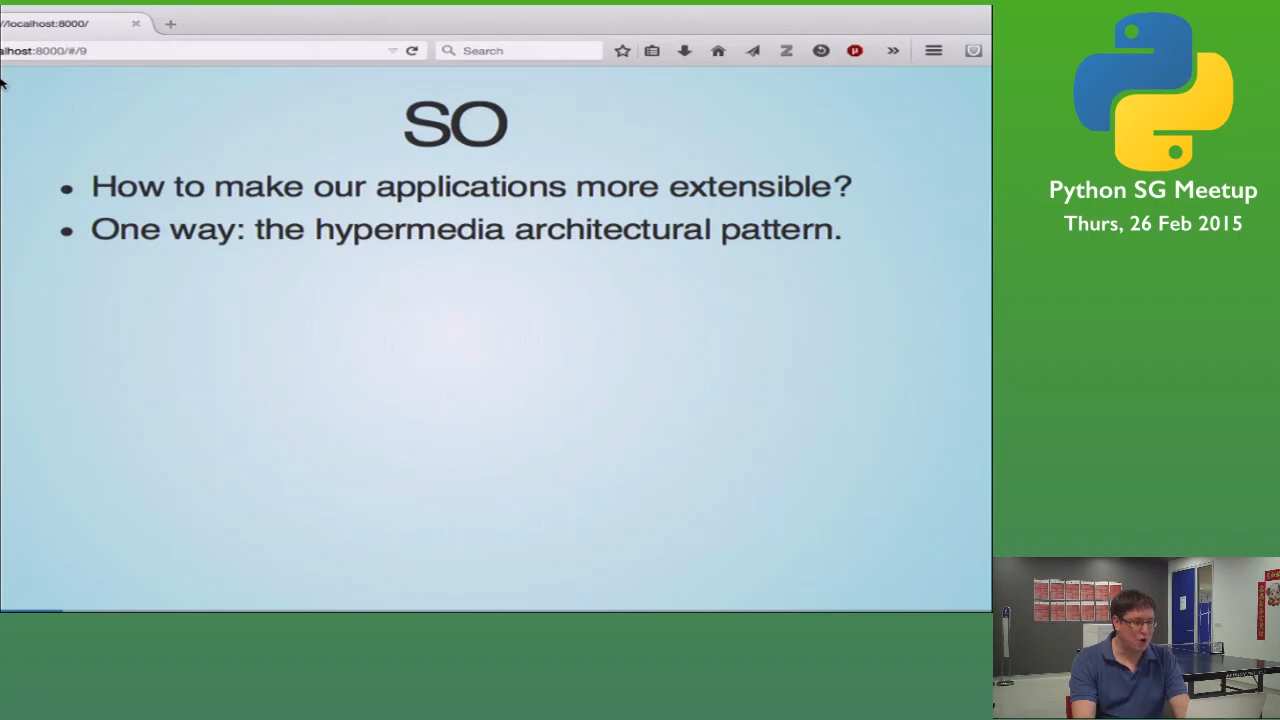 //localhost:8000/
alhost:8000/#/9
Search
SO
• How to make our applications more extensible?
• One way: the hypermedia architectural pattern.
Python SG Meetup
Thurs, 26 Feb 2015